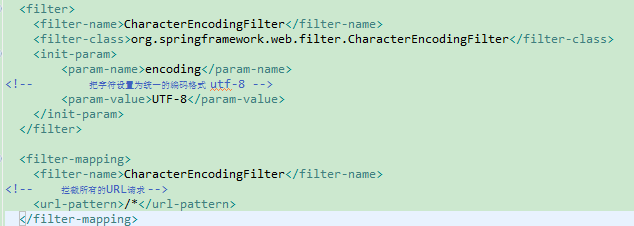 <filter>
<filter-name>CharacterEncodingFilter</filter-name>
<filter-class>org.springframework.web.filter.CharacterEncodingFilter</filter-class>
<init-param>
<param-name>encoding</param-name>
<!-- 把字符设置为统一的编码格式 utf-8 -->
<param-value>UTF-8</param-value>
</init-param>
</filter>
<filter-mapping>
<filter-name>CharacterEncodingFilter</filter-name>
<!-- 拦截所有的URL请求 -->
<url-pattern>/*</url-pattern>
</filter-mapping>